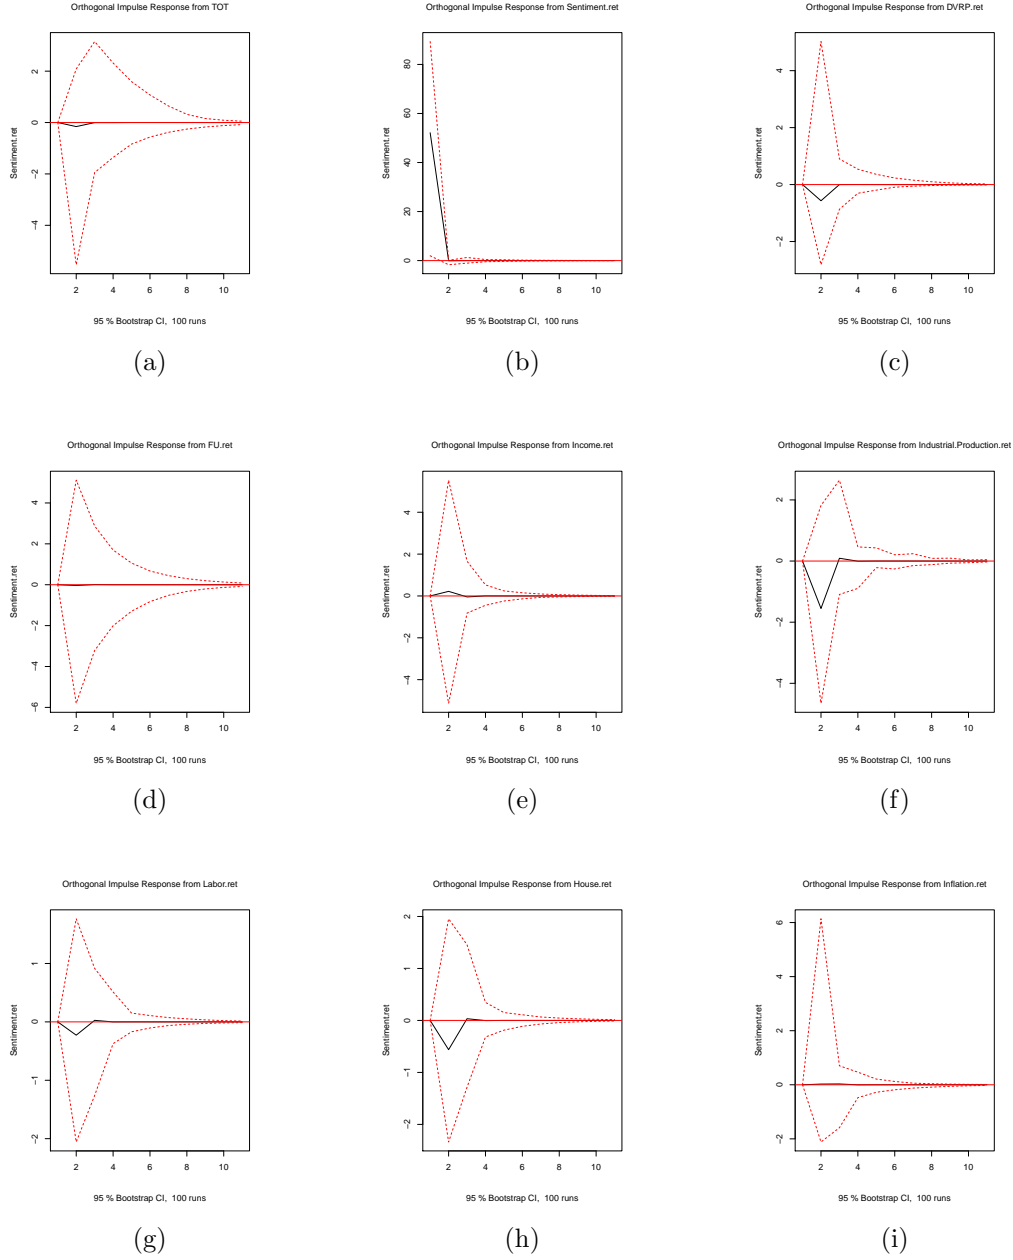 Orthogonal Impulse Response from TOT
Sentiment.ret
2
0
−2
−4
2 4 6 8 10
95 % Bootstrap CI, 100 runs
(a)
Orthogonal Impulse Response from Sentiment.ret
Sentiment.ret
80
60
40
20
0
2 4 6 8 10
95 % Bootstrap CI, 100 runs
(b)
Orthogonal Impulse Response from DVRP.ret
Sentiment.ret
4
2
0
−2
2 4 6 8 10
95 % Bootstrap CI, 100 runs
(c)
Orthogonal Impulse Response from FU.ret
Sentiment.ret
4
2
0
−2
−4
−6
2 4 6 8 10
95 % Bootstrap CI, 100 runs
(d)
Orthogonal Impulse Response from Income.ret
Sentiment.ret
4
2
0
−2
−4
2 4 6 8 10
95 % Bootstrap CI, 100 runs
(e)
Orthogonal Impulse Response from Industrial.Production.ret
Sentiment.ret
2
0
−2
−4
2 4 6 8 10
95 % Bootstrap CI, 100 runs
(f)
Orthogonal Impulse Response from Labor.ret
Sentiment.ret
1
0
−1
−2
2 4 6 8 10
95 % Bootstrap CI, 100 runs
(g)
Orthogonal Impulse Response from House.ret
Sentiment.ret
2
1
0
−1
−2
2 4 6 8 10
95 % Bootstrap CI, 100 runs
(h)
Orthogonal Impulse Response from Inflation.ret
Sentiment.ret
6
4
2
0
−2
2 4 6 8 10
95 % Bootstrap CI, 100 runs
(i)